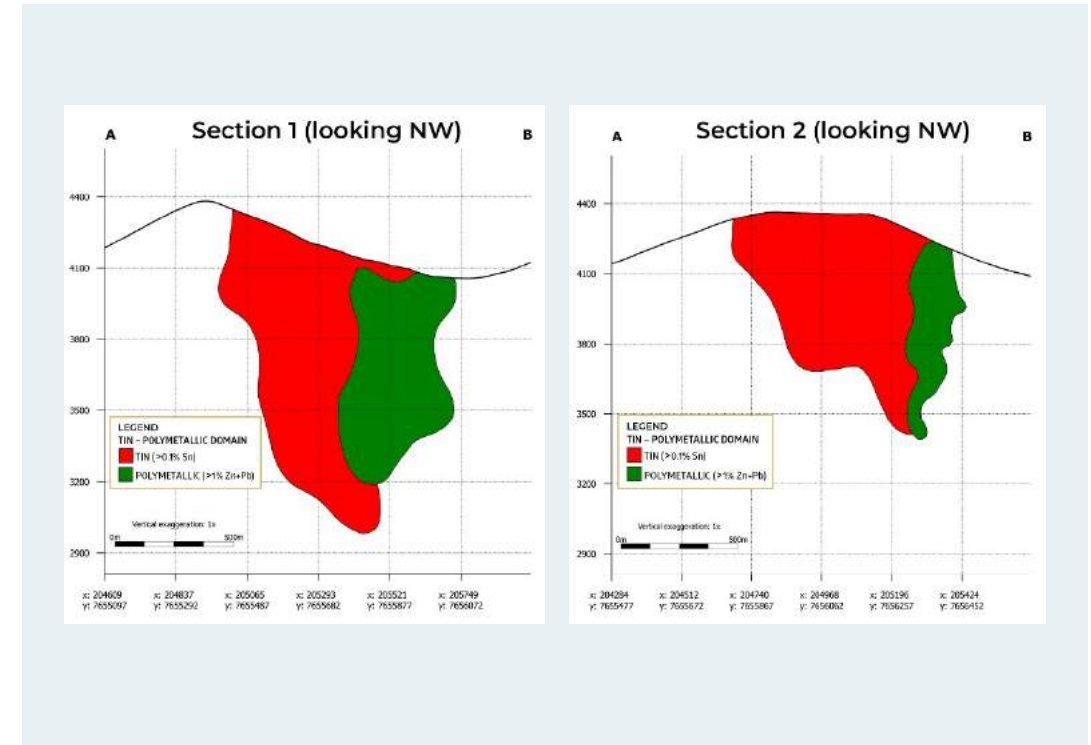 Section 1 (looking NW)
A
B
4400
4100
3800
3500
3200
2900
LEGEND
TIN – POLYMETALLIC DOMAIN
TIN (>0.1% Sn)
POLYMETALLIC (>1% Zn+Pb)
Vertical exaggeration: 1x
0m 500m
x: 204609 x: 204837 x: 205065 x: 205293 x: 205521 x: 205749
y: 7655097 y: 7655292 y: 7655487 y: 7655682 y: 7655877 y: 7656072
Section 2 (looking NW)
A
B
4400
4100
3800
3500
3200
2900
LEGEND
TIN – POLYMETALLIC DOMAIN
TIN (>0.1% Sn)
POLYMETALLIC (>1% Zn+Pb)
Vertical exaggeration: 1x
0m 500m
x: 204284 x: 204512 x: 204740 x: 204968 x: 205196 x: 205424
y: 7655477 y: 7655672 y: 7655867 y: 7656062 y: 7656257 y: 7656452